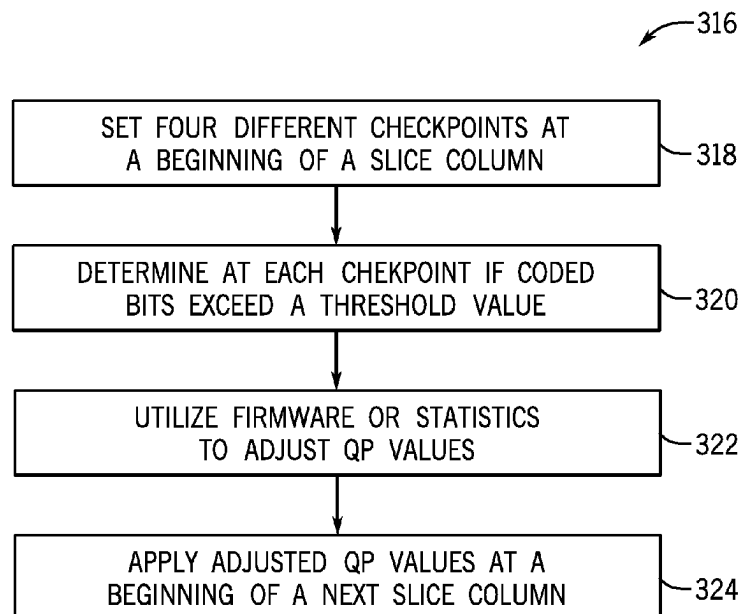 316
SET FOUR DIFFERENT CHECKPOINTS AT
A BEGINNING OF A SLICE COLUMN
318
DETERMINE AT EACH CHEKPOINT IF CODED
BITS EXCEED A THRESHOLD VALUE
320
UTILIZE FIRMWARE OR STATISTICS
TO ADJUST QP VALUES
322
APPLY ADJUSTED QP VALUES AT A
BEGINNING OF A NEXT SLICE COLUMN
324